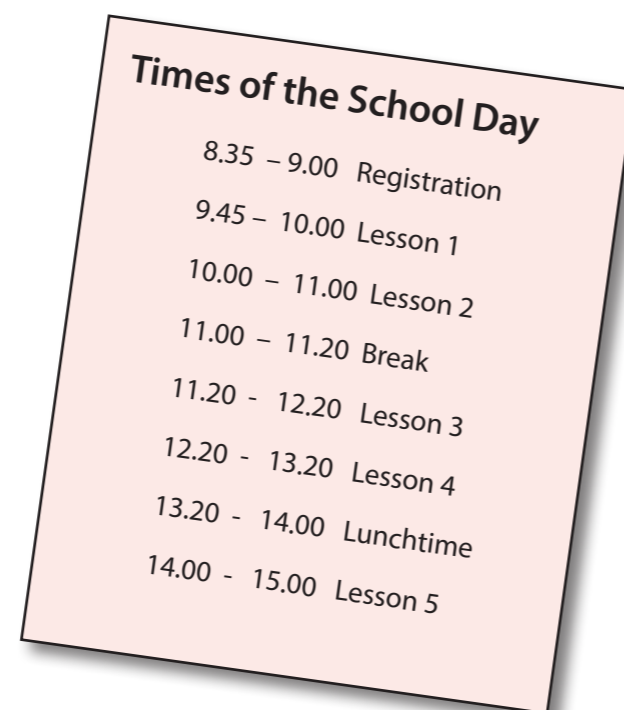 Times of the School Day
8.35 – 9.00 Registration
9.45 – 10.00 Lesson 1
10.00 – 11.00 Lesson 2
11.00 – 11.20 Break
11.20 - 12.20 Lesson 3
12.20 - 13.20 Lesson 4
13.20 - 14.00 Lunchtime
14.00 - 15.00 Lesson 5